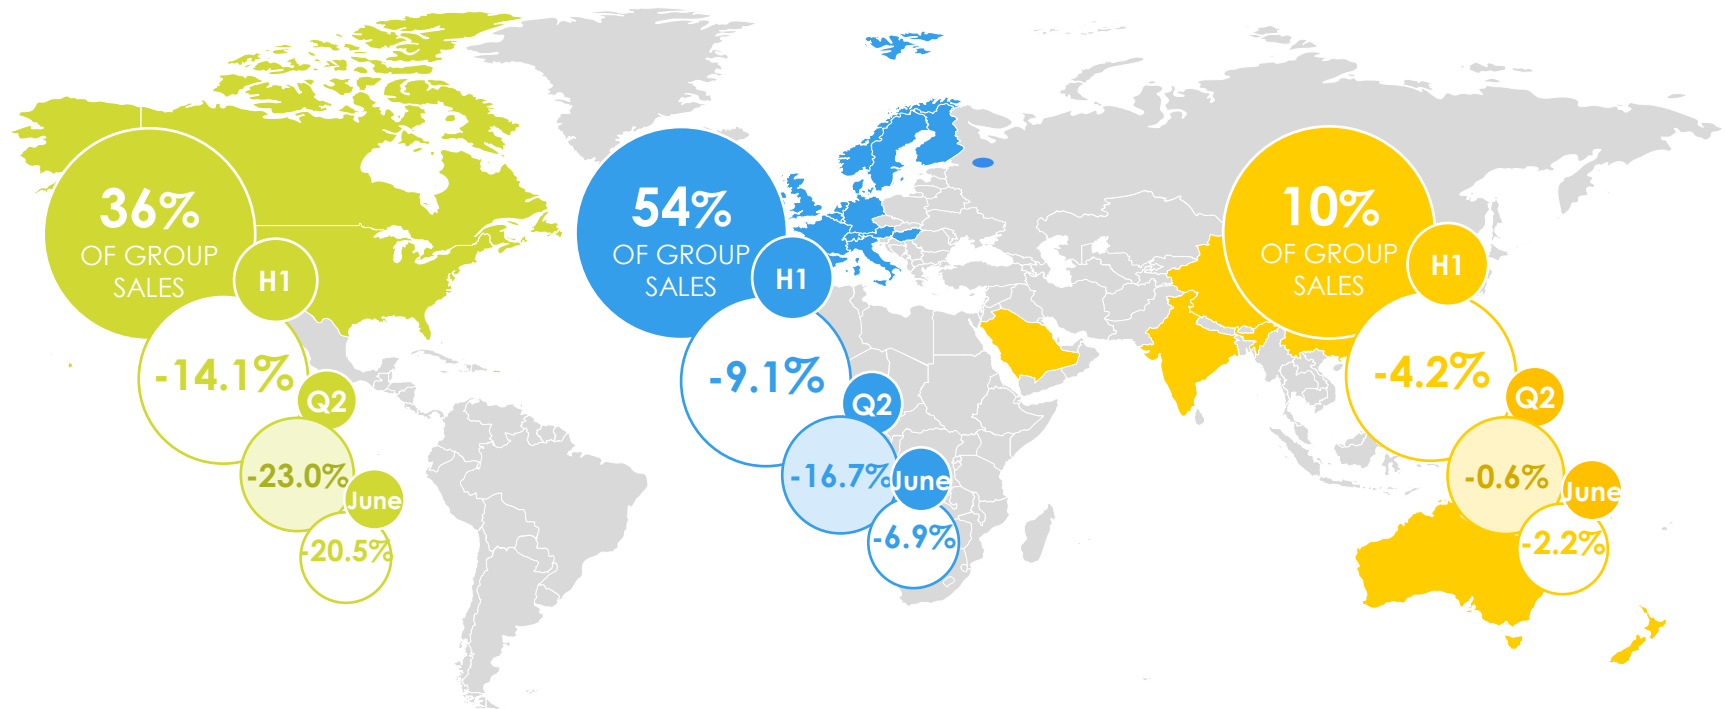 36%
OF GROUP
SALES
H1
-14.1%
Q2
-23.0%
June
-20.5%
54%
OF GROUP
SALES
H1
-9.1%
Q2
-16.7%
June
-6.9%
10%
OF GROUP
SALES
H1
-4.2%
Q2
-0.6%
June
-2.2%